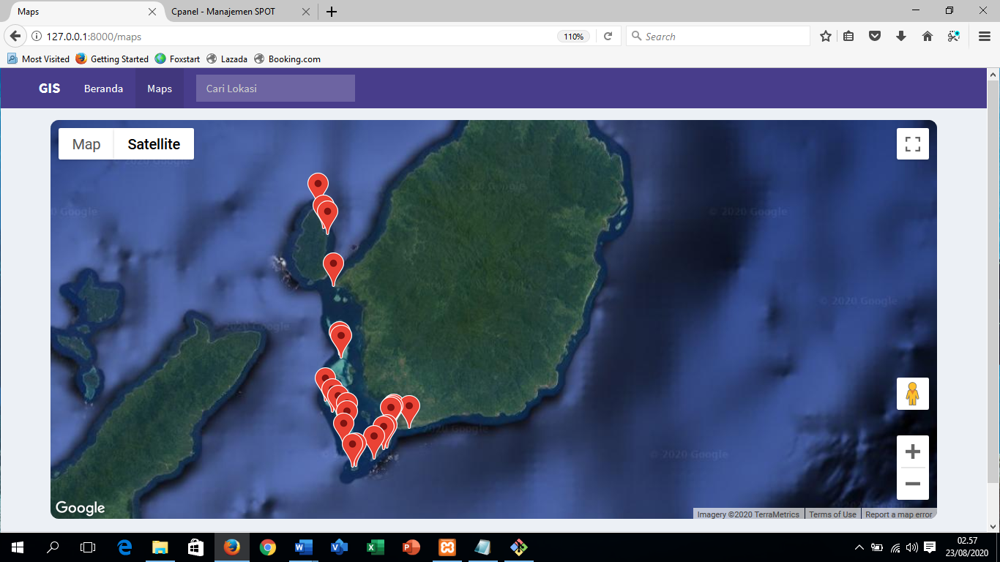 Maps
Cpanel - Manajemen SPOT
127.0.0.1:8000/maps
110%
Search
Most Visited
Getting Started
Foxstart
Lazada
Booking.com
GIS
Beranda
Maps
Cari Lokasi
Map
Satellite
2020 Google
© 2020 Google
0 Google
© 2020 Google
© 2020 Google
2020 Google
2020 Google
© 2020 Google
Google
Imagery ©2020 TerraMetrics
Terms of Use
Report a map error
02.57
23/08/2020